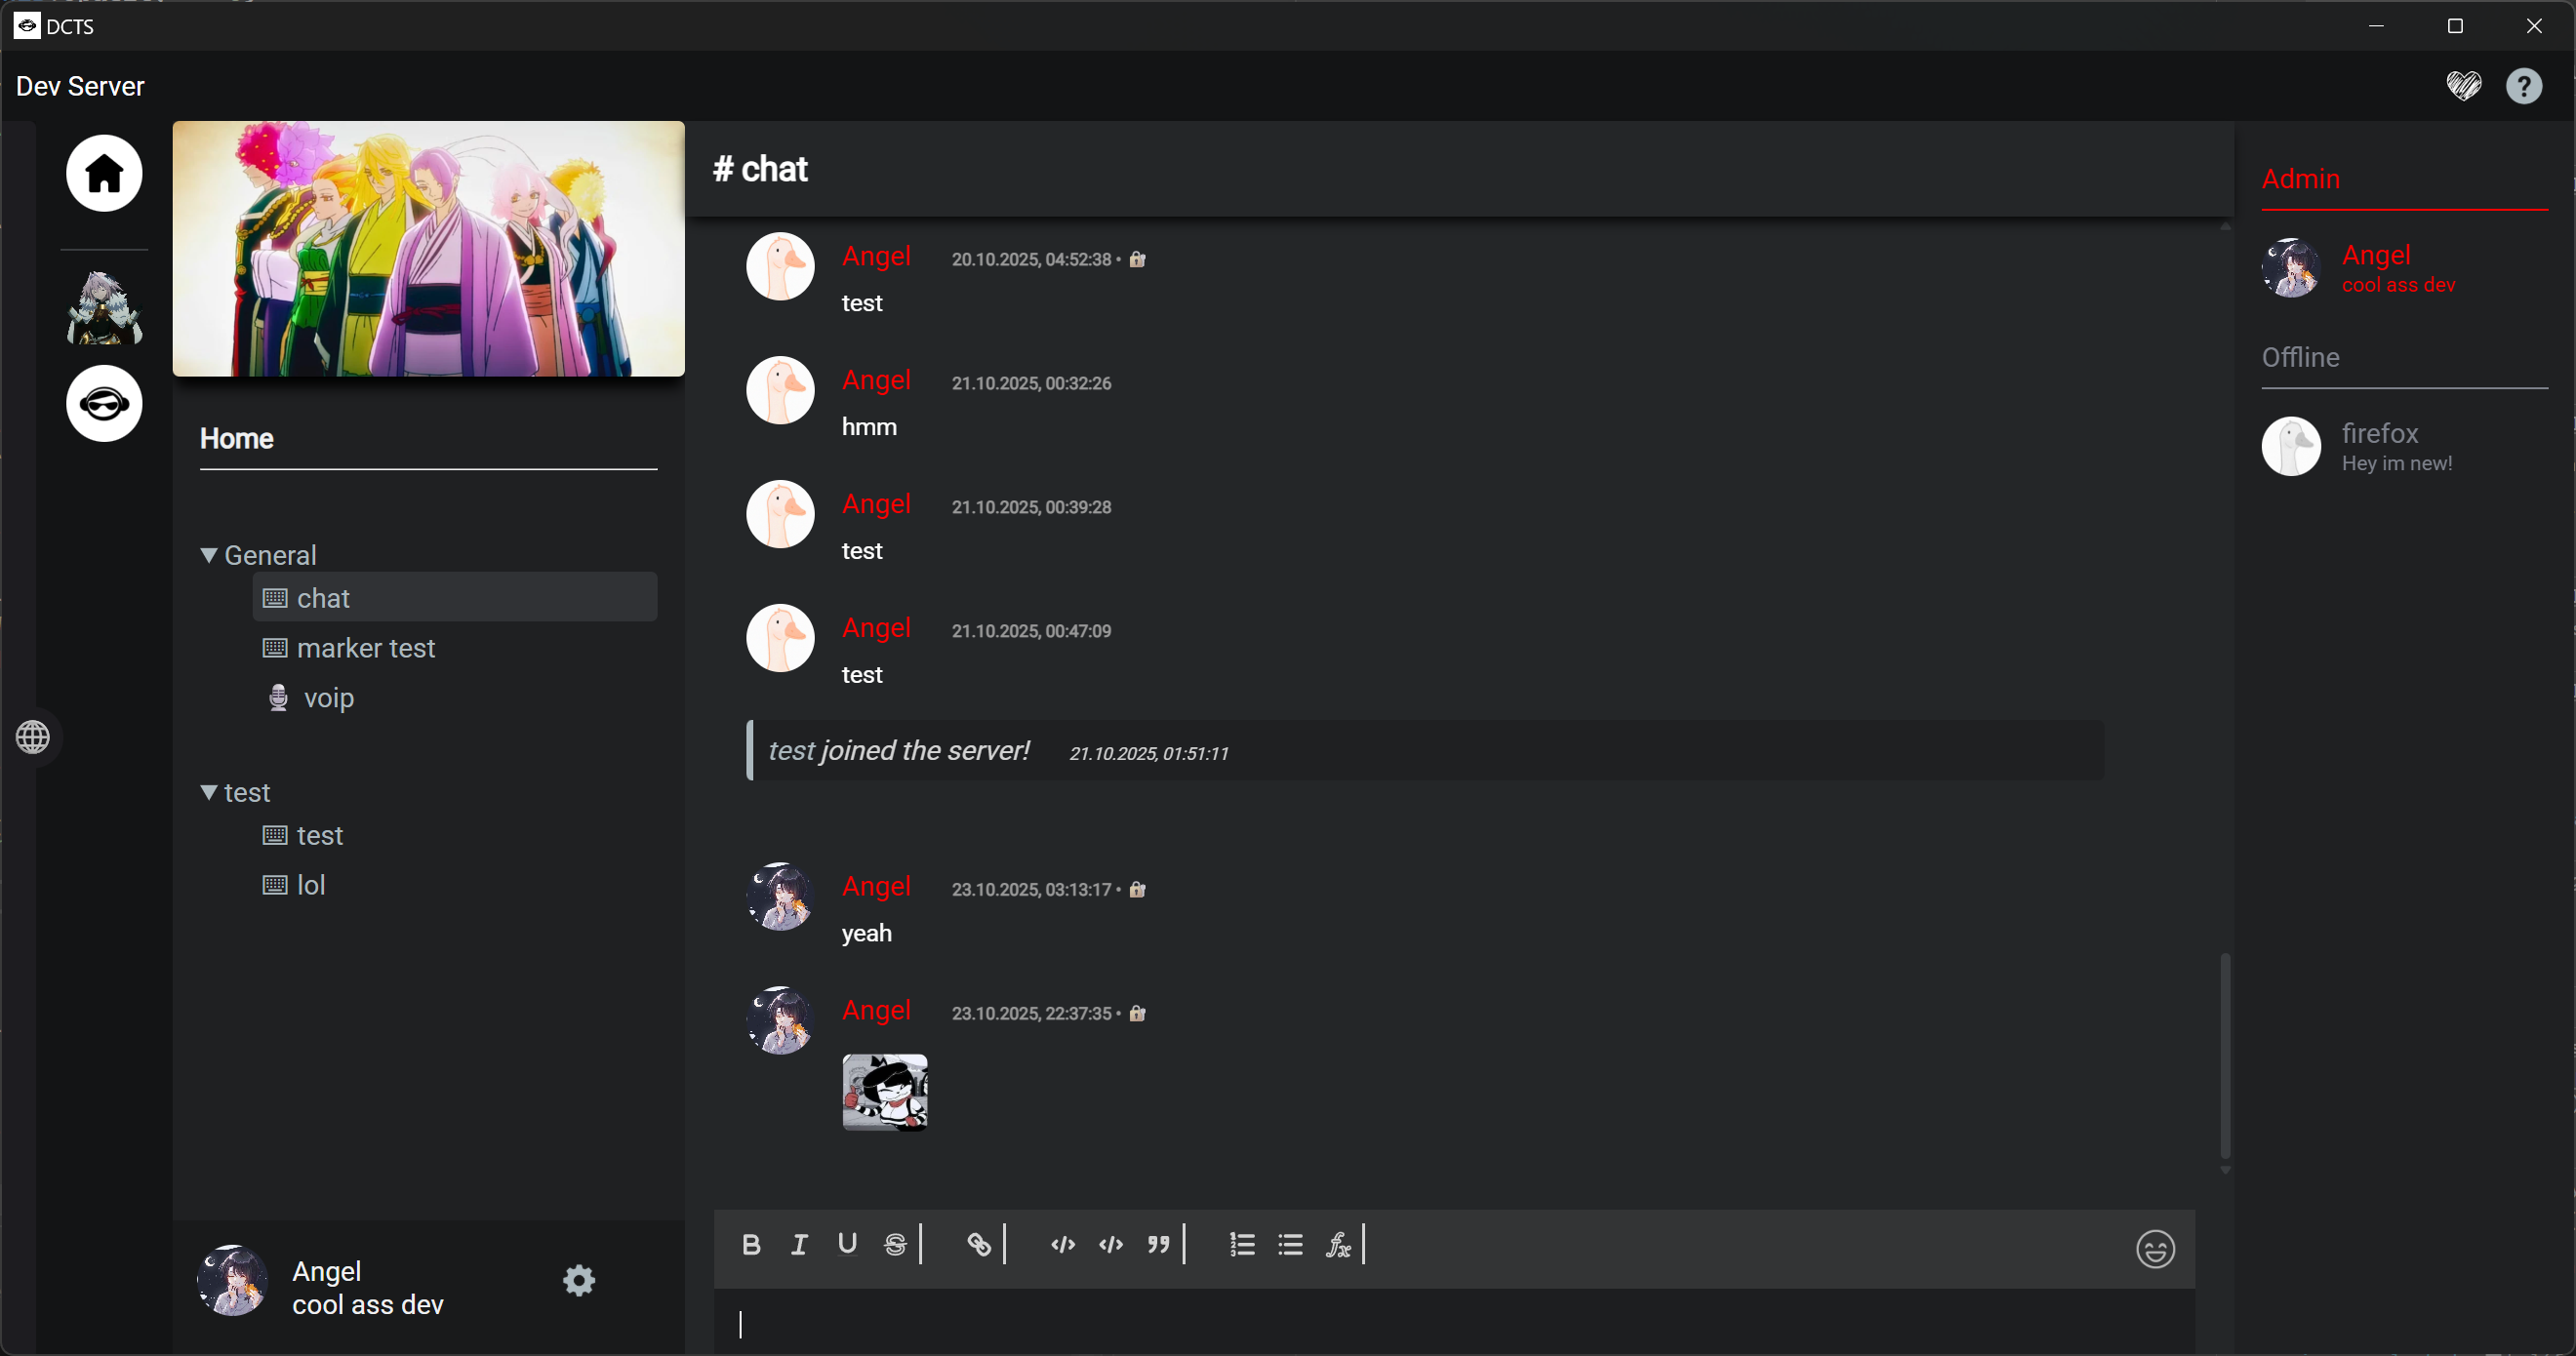 DCTS
Dev Server
Home
General
chat
marker test
voip
test
test
lol
Angel
cool ass dev
# chat
Angel 20.10.2025, 04:52:38 •
test
Angel 21.10.2025, 00:32:26
hmm
Angel 21.10.2025, 00:39:28
test
Angel 21.10.2025, 00:47:09
test
test joined the server! 21.10.2025, 01:51:11
Angel 23.10.2025, 03:13:17 •
yeah
Angel 23.10.2025, 22:37:35 •
Admin
Angel
cool ass dev
Offline
firefox
Hey im new!